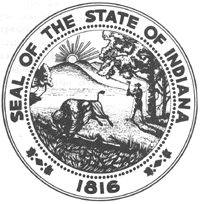 SEAL OF THE STATE OF INDIANA
1816